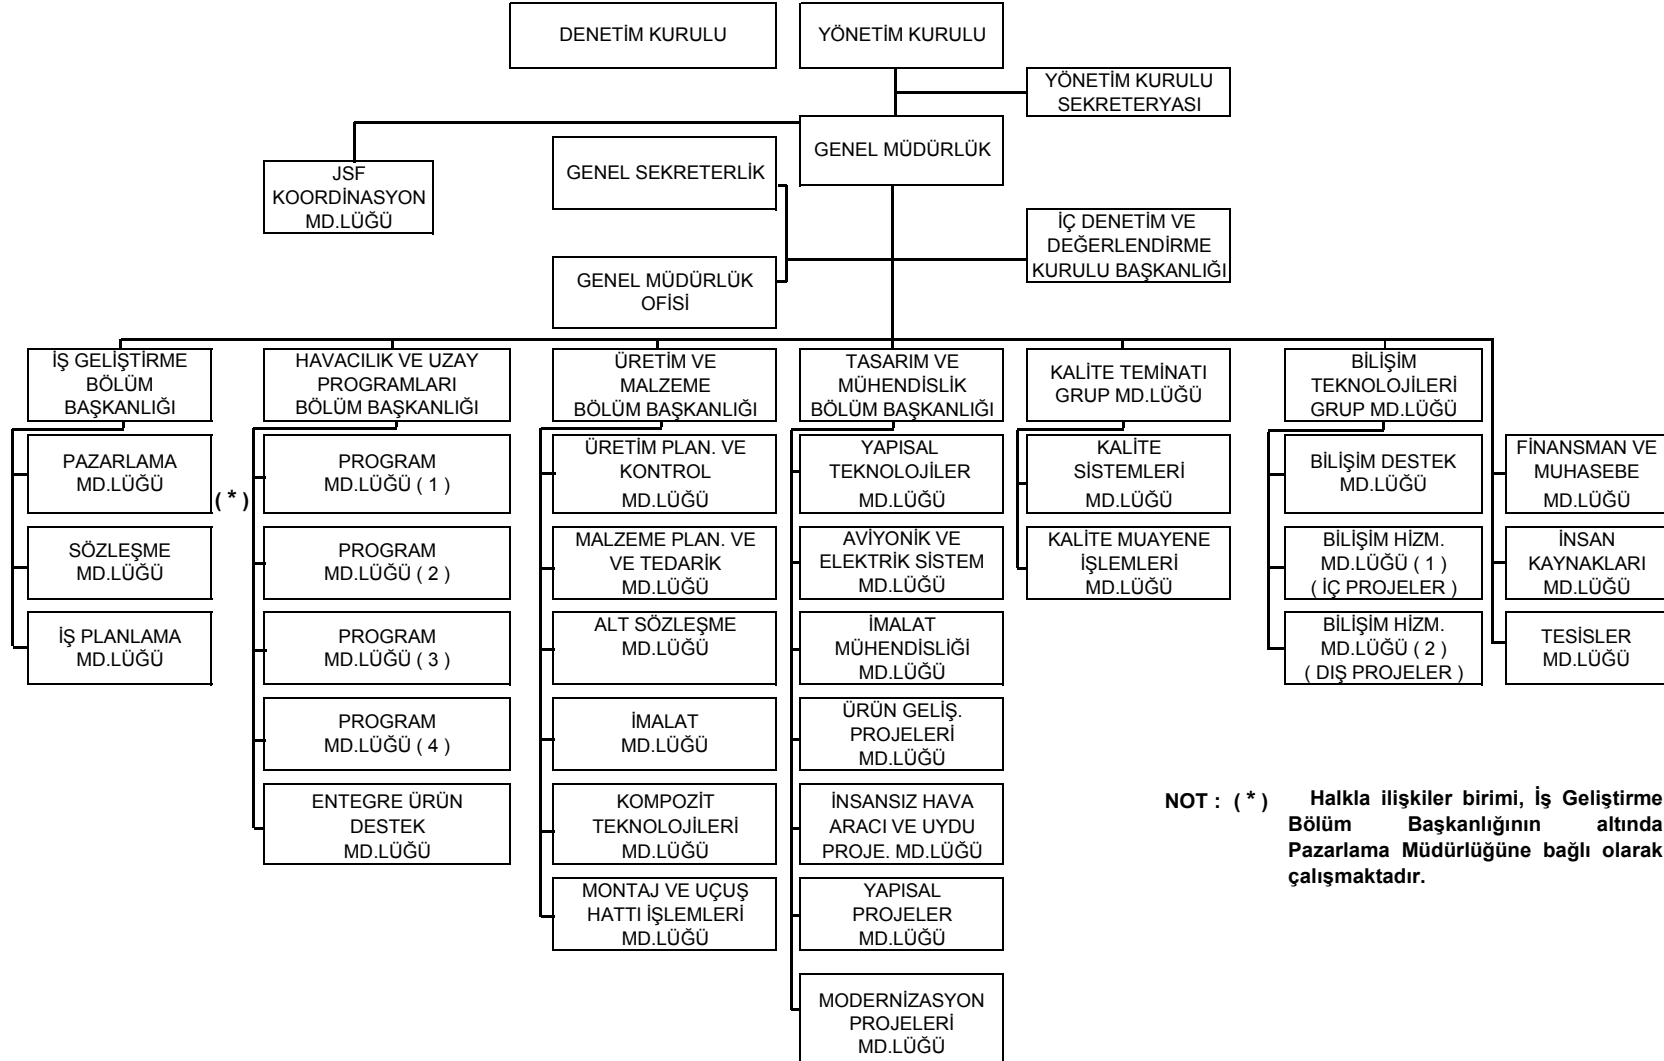 DENETİM KURULU
YÖNETİM KURULU
YÖNETİM KURULU
SEKRETERYASI
GENEL MÜDÜRLÜK
JSF
KOORDİNASYON
MD.LÜĞÜ
GENEL SEKRETERLİK
İÇ DENETİM VE
DEĞERLENDİRME
KURULU BAŞKANLIĞI
GENEL MÜDÜRLÜK
OFİSİ
İŞ GELİŞTİRME
BÖLÜM
BAŞKANLIĞI
PAZARLAMA
MD.LÜĞÜ
( * )
SÖZLEŞME
MD.LÜĞÜ
İŞ PLANLAMA
MD.LÜĞÜ
HAVACILIK VE UZAY
PROGRAMLARI
BÖLÜM BAŞKANLIĞI
PROGRAM
MD.LÜĞÜ ( 1 )
PROGRAM
MD.LÜĞÜ ( 2 )
PROGRAM
MD.LÜĞÜ ( 3 )
PROGRAM
MD.LÜĞÜ ( 4 )
ENTEGRE ÜRÜN
DESTEK
MD.LÜĞÜ
ÜRETİM VE
MALZEME
BÖLÜM BAŞKANLIĞI
ÜRETİM PLAN. VE
KONTROL
MD.LÜĞÜ
MALZEME PLAN. VE
VE TEDARİK
MD.LÜĞÜ
ALT SÖZLEŞME
MD.LÜĞÜ
İMALAT
MD.LÜĞÜ
KOMPOZİT
TEKNOLOJİLERİ
MD.LÜĞÜ
MONTAJ VE UÇUŞ
HATTI İŞLEMLERİ
MD.LÜĞÜ
TASARIM VE
MÜHENDİSLİK
BÖLÜM BAŞKANLIĞI
YAPISAL
TEKNOLOJİLER
MD.LÜĞÜ
AVİYONİK VE
ELEKTRİK SİSTEM
MD.LÜĞÜ
İMALAT
MÜHENDİSLİĞİ
MD.LÜĞÜ
ÜRÜN GELİŞ.
PROJELERİ
MD.LÜĞÜ
İNSANSIZ HAVA
ARACI VE UYDU
PROJE. MD.LÜĞÜ
YAPISAL
PROJELER
MD.LÜĞÜ
MODERNİZASYON
PROJELERİ
MD.LÜĞÜ
KALİTE TEMİNATI
GRUP MD.LÜĞÜ
KALİTE
SİSTEMLERİ
MD.LÜĞÜ
KALİTE MUAYENE
İŞLEMLERİ
MD.LÜĞÜ
BİLİŞİM
TEKNOLOJİLERİ
GRUP MD.LÜĞÜ
BİLİŞİM DESTEK
MD.LÜĞÜ
BİLİŞİM HİZM.
MD.LÜĞÜ ( 1 )
( İÇ PROJELER )
BİLİŞİM HİZM.
MD.LÜĞÜ ( 2 )
( DIŞ PROJELER )
FİNANSMAN VE
MUHASEBE
MD.LÜĞÜ
İNSAN
KAYNAKLARI
MD.LÜĞÜ
TESİSLER
MD.LÜĞÜ
NOT : ( * ) Halkla ilişkiler birimi, İş Geliştirme
Bölüm Başkanlığının altında
Pazarlama Müdürlüğüne bağlı olarak
çalışmaktadır.